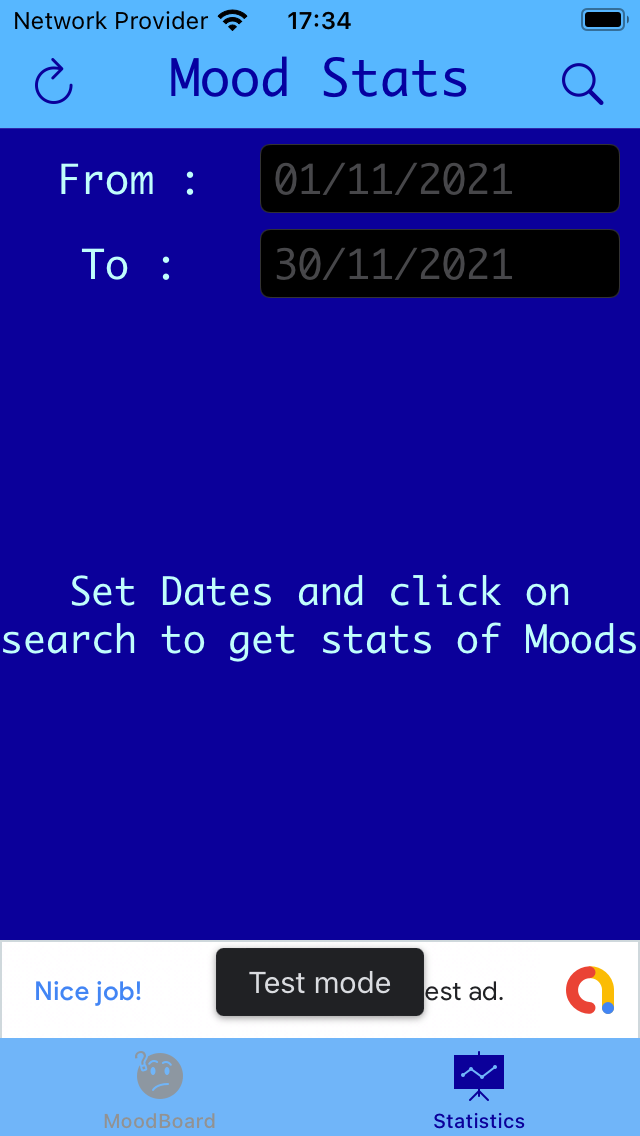 Network Provider 17:34
Mood Stats
From : 01/11/2021
To : 30/11/2021
Set Dates and click on
search to get stats of Moods
Nice job! Test mode est ad.
MoodBoard Statistics